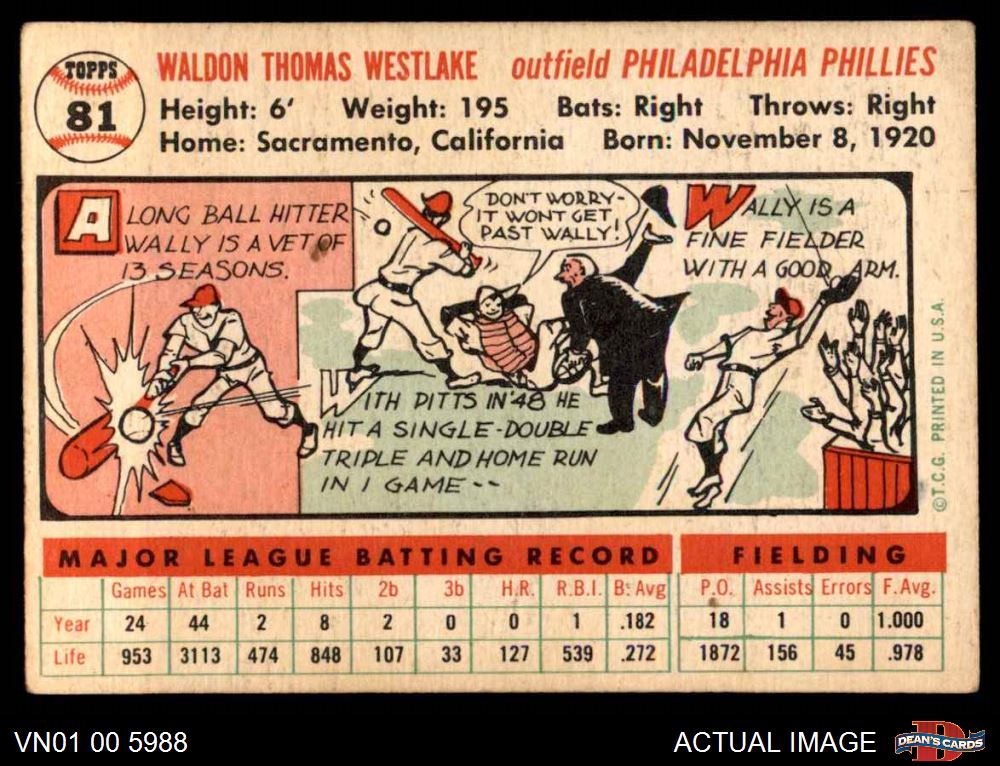 TOPPS
81
WALDON THOMAS WESTLAKE outfield PHILADELPHIA PHILLIES
Height: 6' Weight: 195 Bats: Right Throws: Right
Home: Sacramento, California Born: November 8, 1920
A LONG BALL HITTER
WALLY IS A VET OF
13 SEASONS.
DON'T WORRY-
IT WONT GET
PAST WALLY!
WITH PITTS IN '48 HE
HIT A SINGLE-DOUBLE
TRIPLE AND HOME RUN
IN 1 GAME --
WALLY IS A
FINE FIELDER
WITH A GOOD ARM.
©T.C.G. PRINTED IN U.S.A.
MAJOR LEAGUE BATTING RECORD FIELDING
Games At Bat Runs Hits 2b 3b H.R. R.B.I. B. Avg P.O. Assists Errors F. Avg.
Year 24 44 2 8 2 0 0 1 .182 18 1 0 1.000
Life 953 3113 474 848 107 33 127 539 .272 1872 156 45 .978
VN01 00 5988 ACTUAL IMAGE DEAN'S CARDS